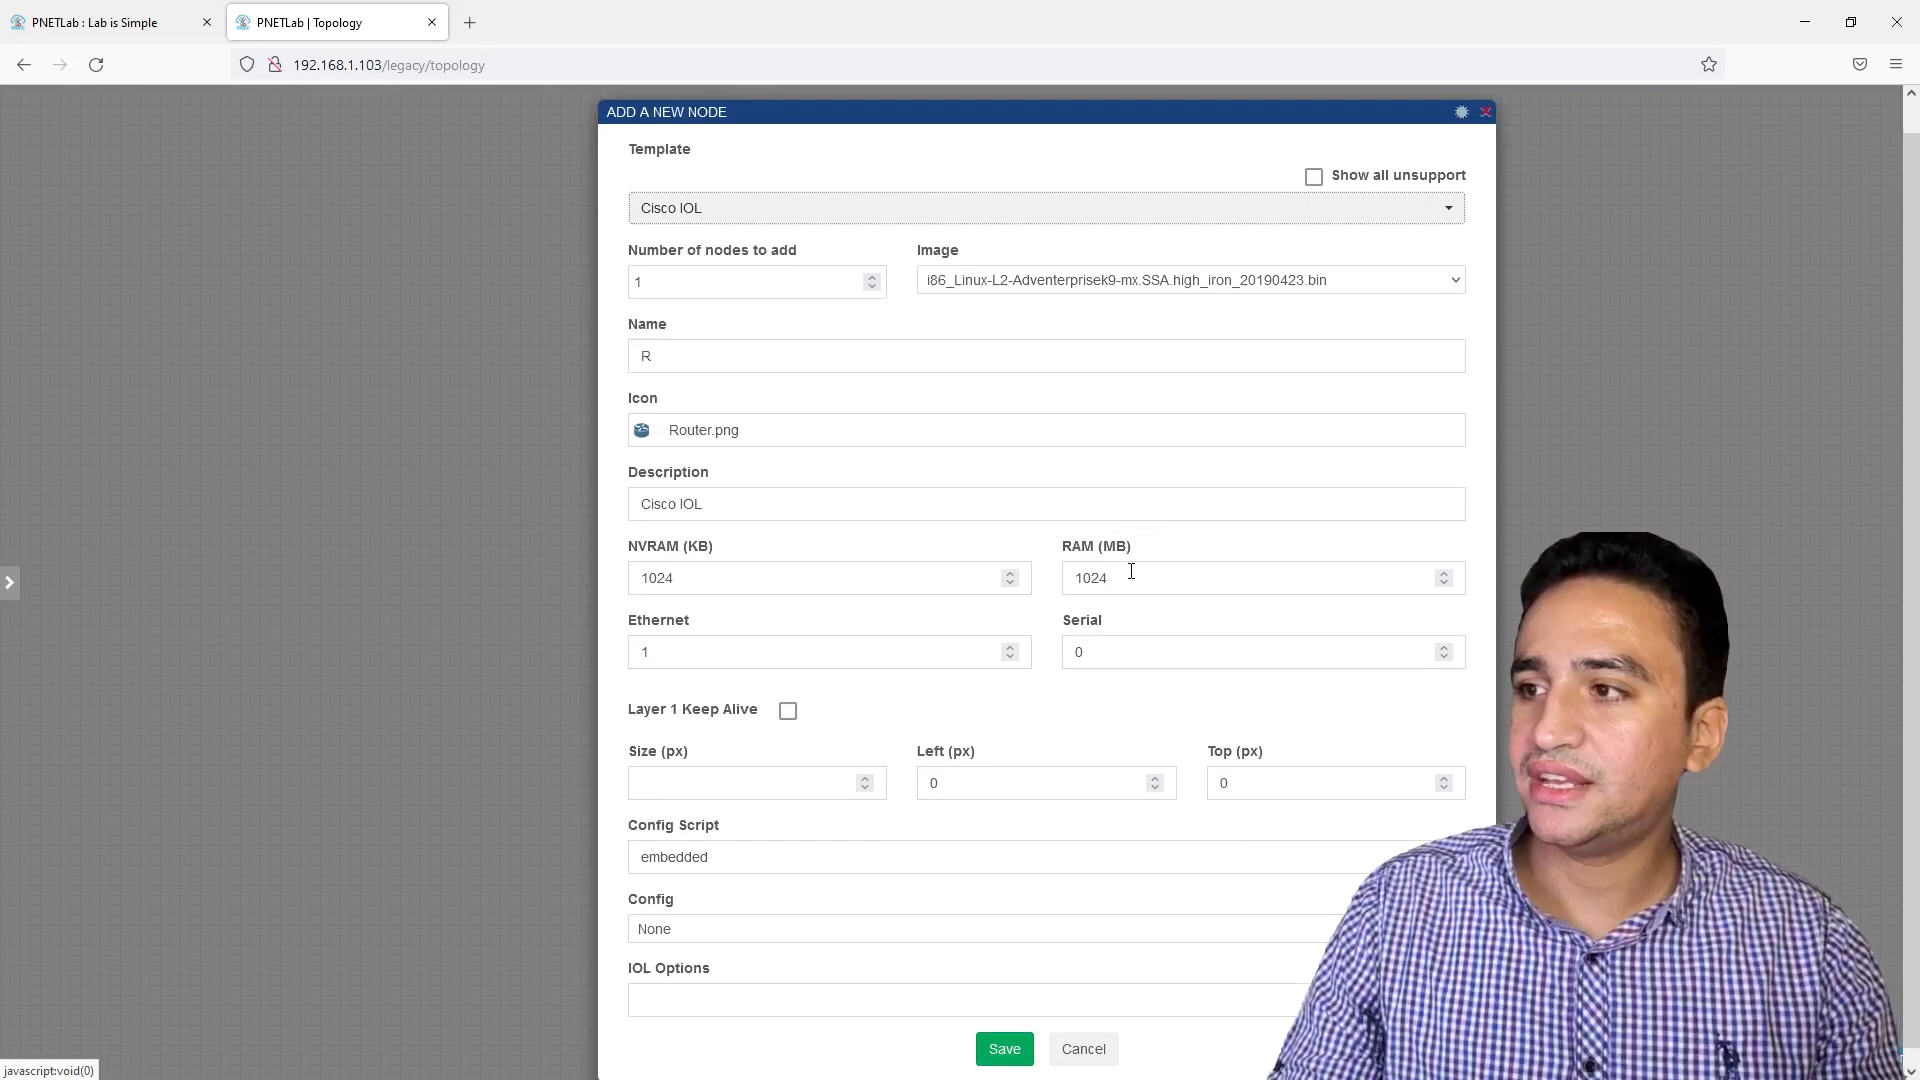 PNETLab : Lab is Simple
PNETLab | Topology
192.168.1.103/legacy/topology
ADD A NEW NODE
Template
Show all unsupport
Cisco IOL
Number of nodes to add
Image
1
i86_Linux-L2-Adventerprisek9-mx.SSA.high_iron_20190423.bin
Name
R
Icon
Router.png
Description
Cisco IOL
NVRAM (KB)
RAM (MB)
1024
1024
Ethernet
Serial
1
0
Layer 1 Keep Alive
Size (px)
Left (px)
Top (px)
0
0
Config Script
embedded
Config
None
IOL Options
Save
Cancel
javascript:void(0)